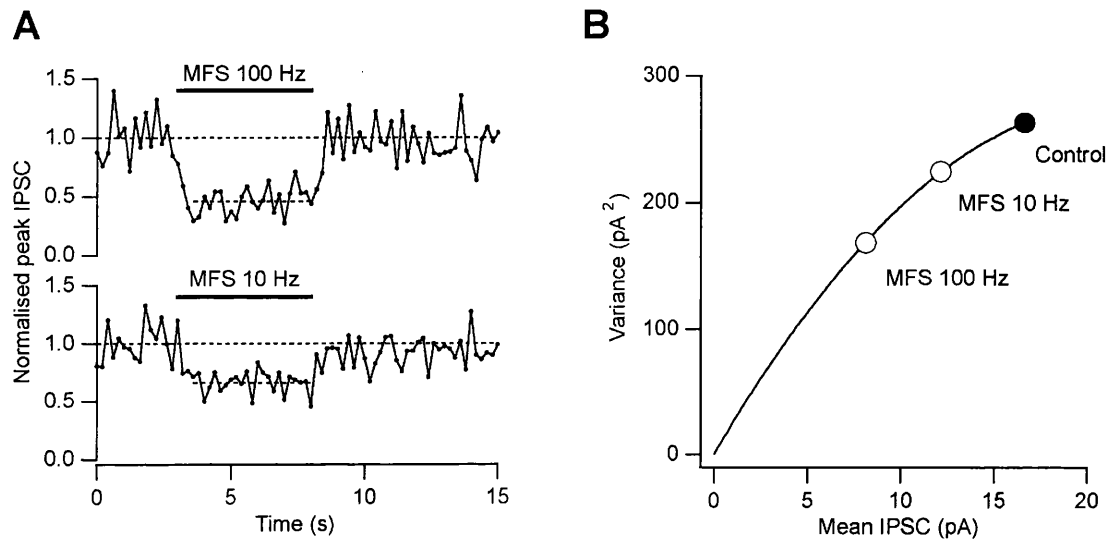 A
Normalised peak IPSC
MFS 100 Hz
1.5
1.0
0.5
0.0
MFS 10 Hz
1.5
1.0
0.5
0.0
0 5 10 15
Time (s)
B
Variance (pA²)
300
200
100
0
Control
MFS 10 Hz
MFS 100 Hz
0 5 10 15 20
Mean IPSC (pA)